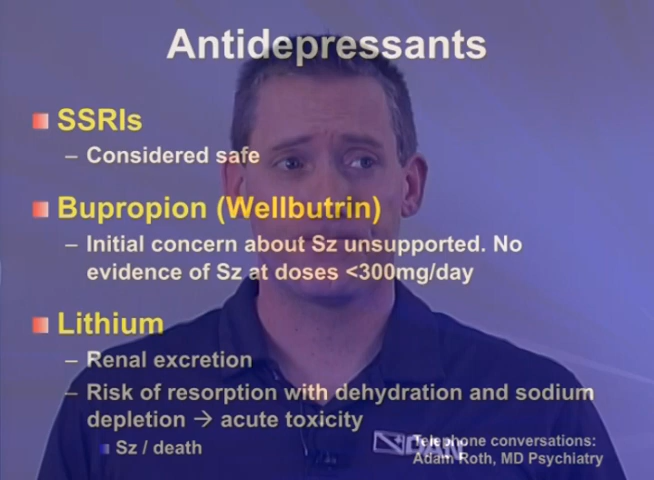 Antidepressants
SSRIs
– Considered safe
Bupropion (Wellbutrin)
– Initial concern about Sz unsupported. No
evidence of Sz at doses <300mg/day
Lithium
– Renal excretion
– Risk of resorption with dehydration and sodium
depletion → acute toxicity
Sz / death
DAN
Telephone conversations:
Adam Roth, MD Psychiatry